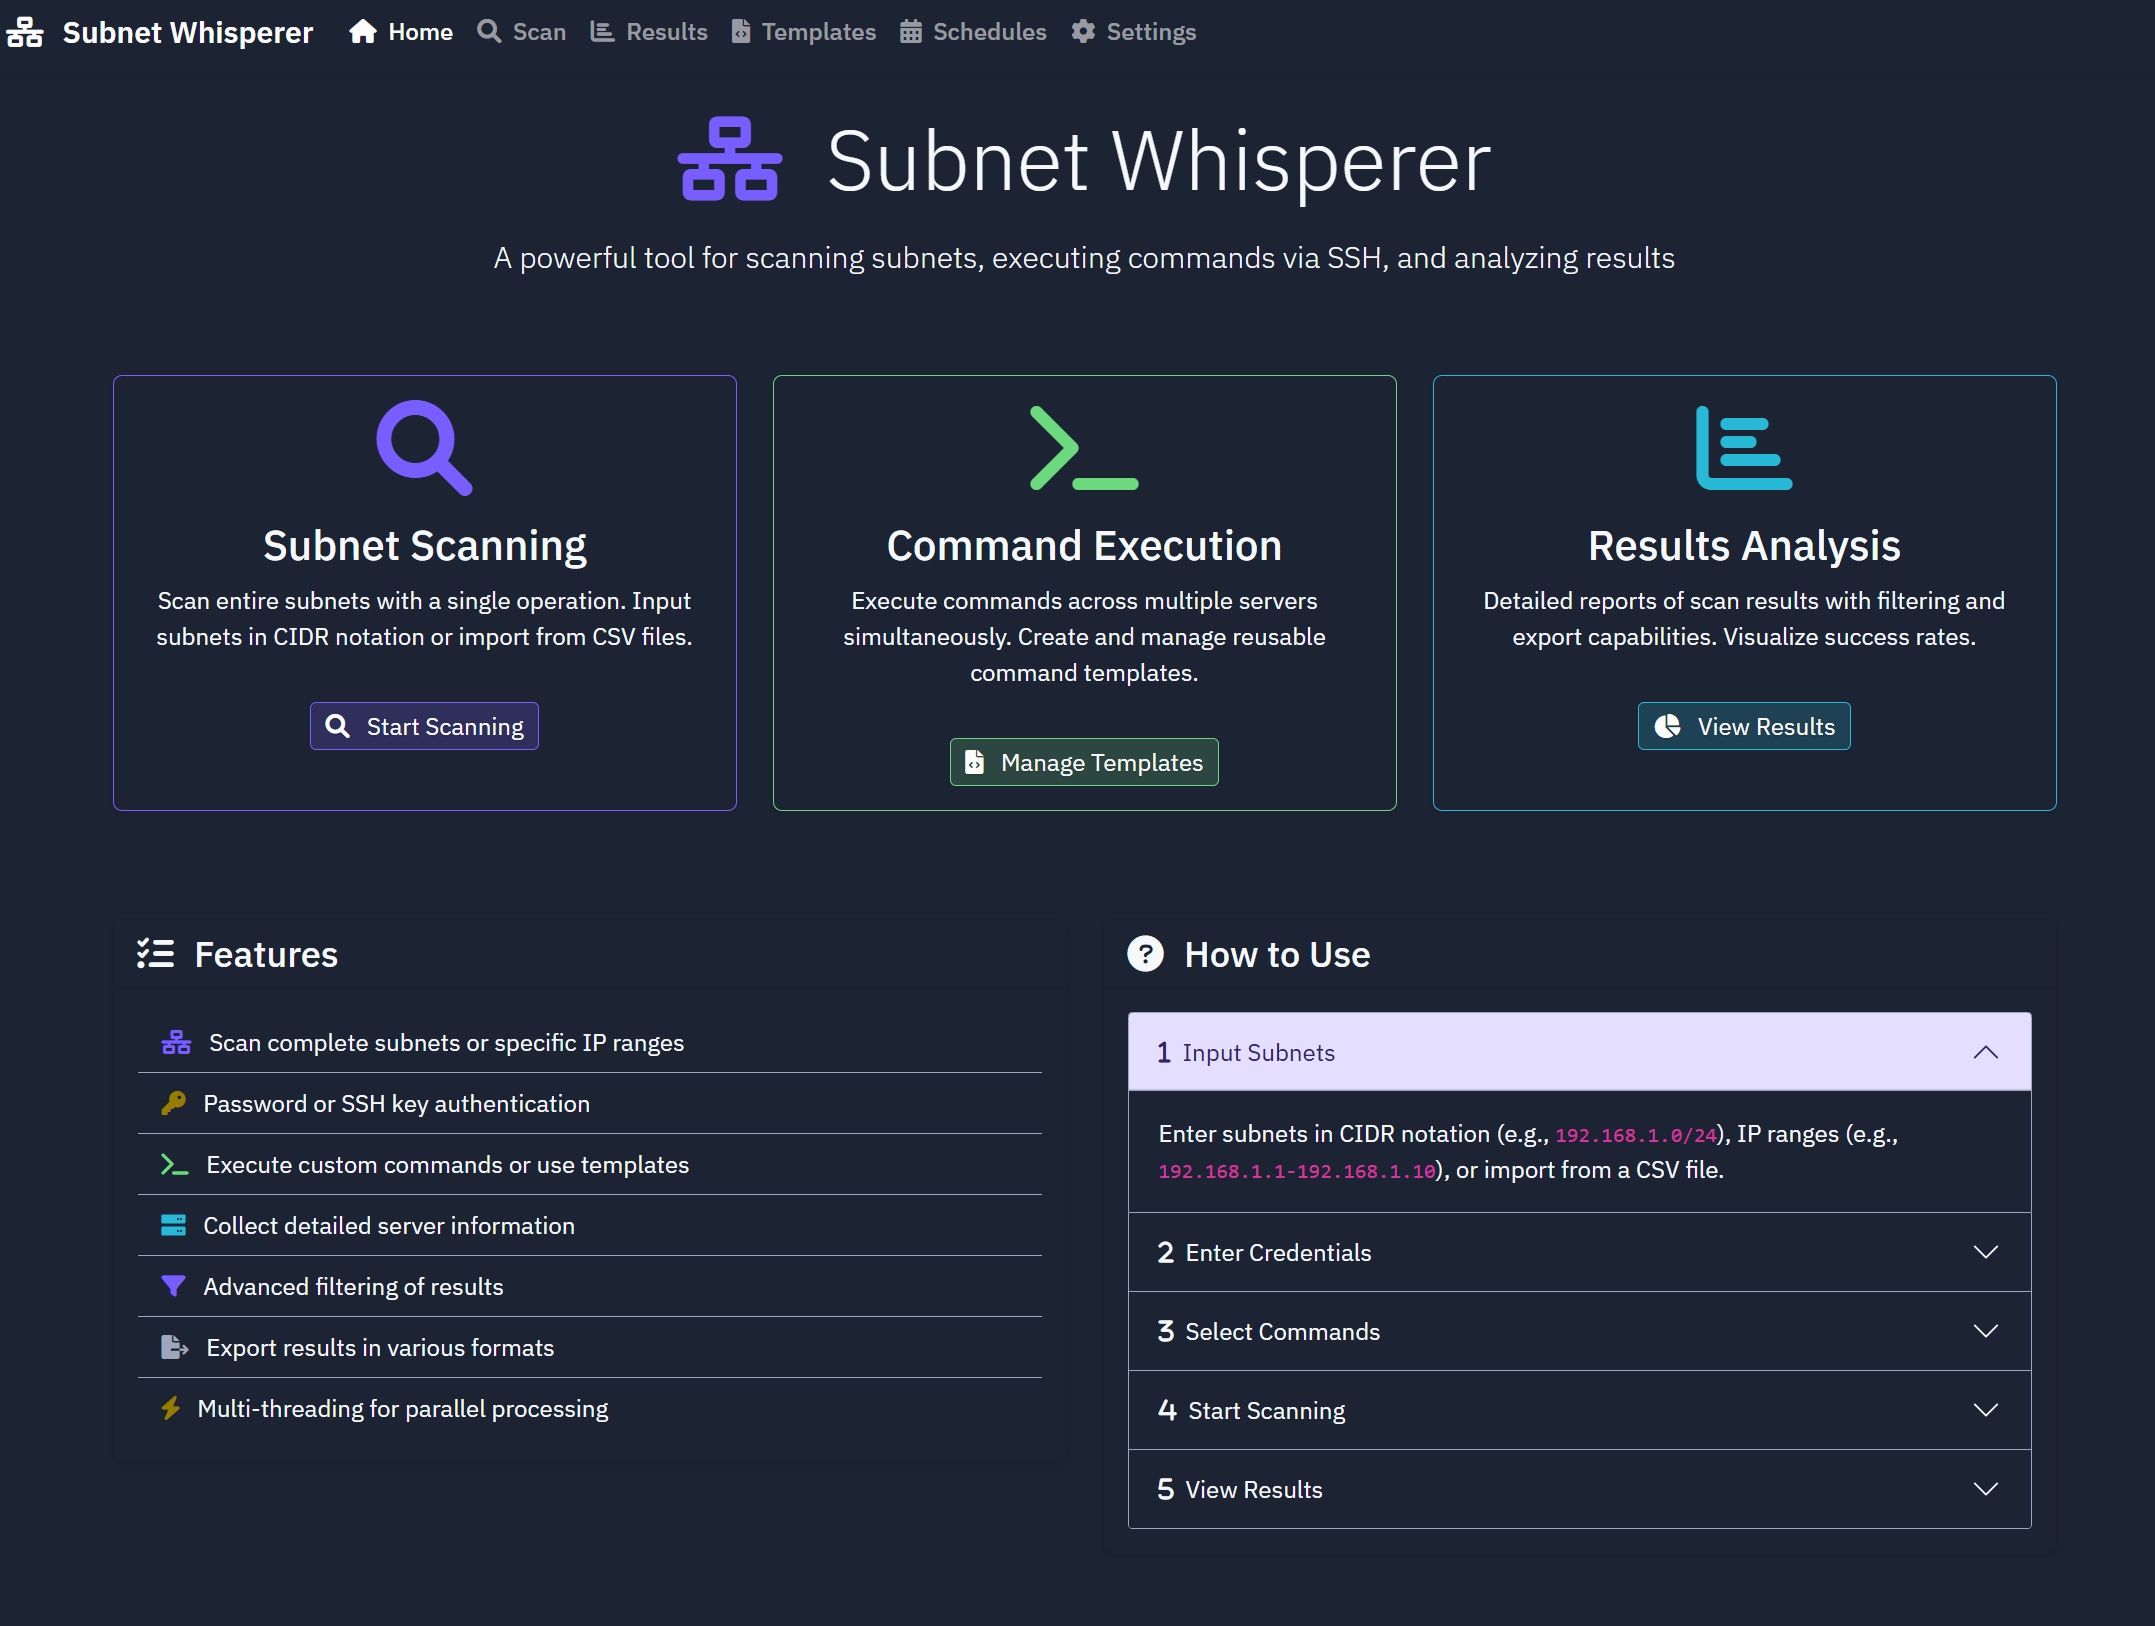 Subnet Whisperer Home Scan Results Templates Schedules Settings
Subnet Whisperer
A powerful tool for scanning subnets, executing commands via SSH, and analyzing results
Subnet Scanning
Scan entire subnets with a single operation. Input
subnets in CIDR notation or import from CSV files.
Start Scanning
Command Execution
Execute commands across multiple servers
simultaneously. Create and manage reusable
command templates.
Manage Templates
Results Analysis
Detailed reports of scan results with filtering and
export capabilities. Visualize success rates.
View Results
Features
Scan complete subnets or specific IP ranges
Password or SSH key authentication
Execute custom commands or use templates
Collect detailed server information
Advanced filtering of results
Export results in various formats
Multi-threading for parallel processing
? How to Use
1 Input Subnets
Enter subnets in CIDR notation (e.g., 192.168.1.0/24), IP ranges (e.g.,
192.168.1.1-192.168.1.10), or import from a CSV file.
2 Enter Credentials
3 Select Commands
4 Start Scanning
5 View Results